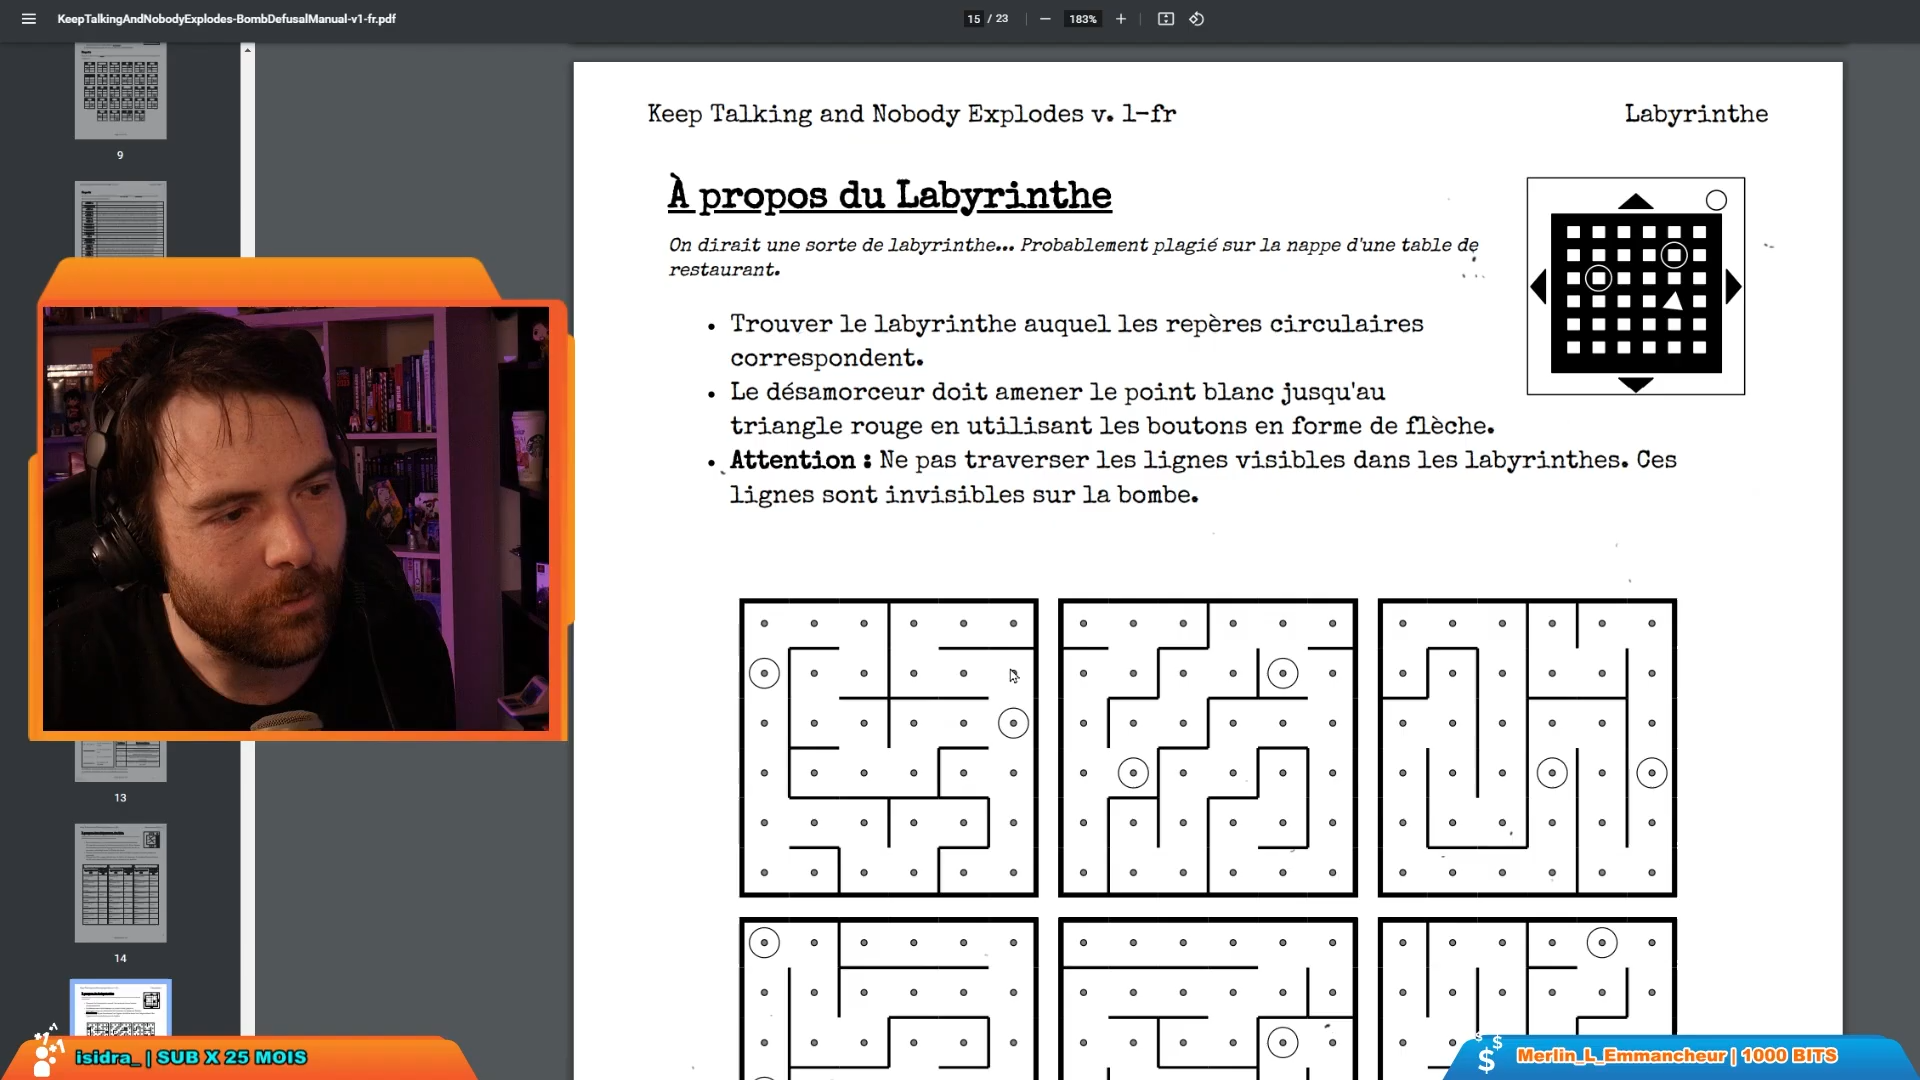 KeepTalkingAndNobodyExplodes-BombDefusalManual-v1-fr.pdf
15 / 23
183%
9
13
14
Keep Talking and Nobody Explodes v. 1-fr
Labyrinthe
À propos du Labyrinthe
On dirait une sorte de labyrinthe... Probablement plagié sur la nappe d'une table de
restaurant.
• Trouver le labyrinthe auquel les repères circulaires
correspondent.
• Le désamorceur doit amener le point blanc jusqu'au
triangle rouge en utilisant les boutons en forme de flèche.
• Attention : Ne pas traverser les lignes visibles dans les labyrinthes. Ces
lignes sont invisibles sur la bombe.
isidra_ | SUB X 25 MOIS
Merlin_L_Emmancheur | 1000 BITS